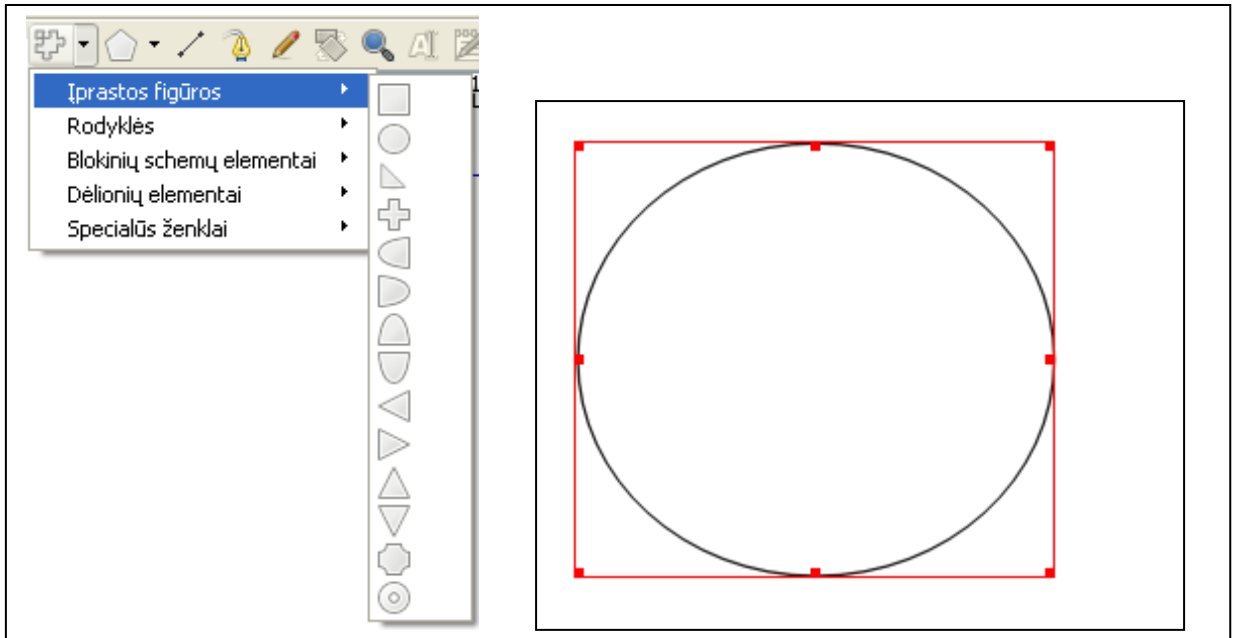 Įprastos figūros
Rodyklės
Blokinių schemų elementai
Dėlionių elementai
Specialūs ženklai